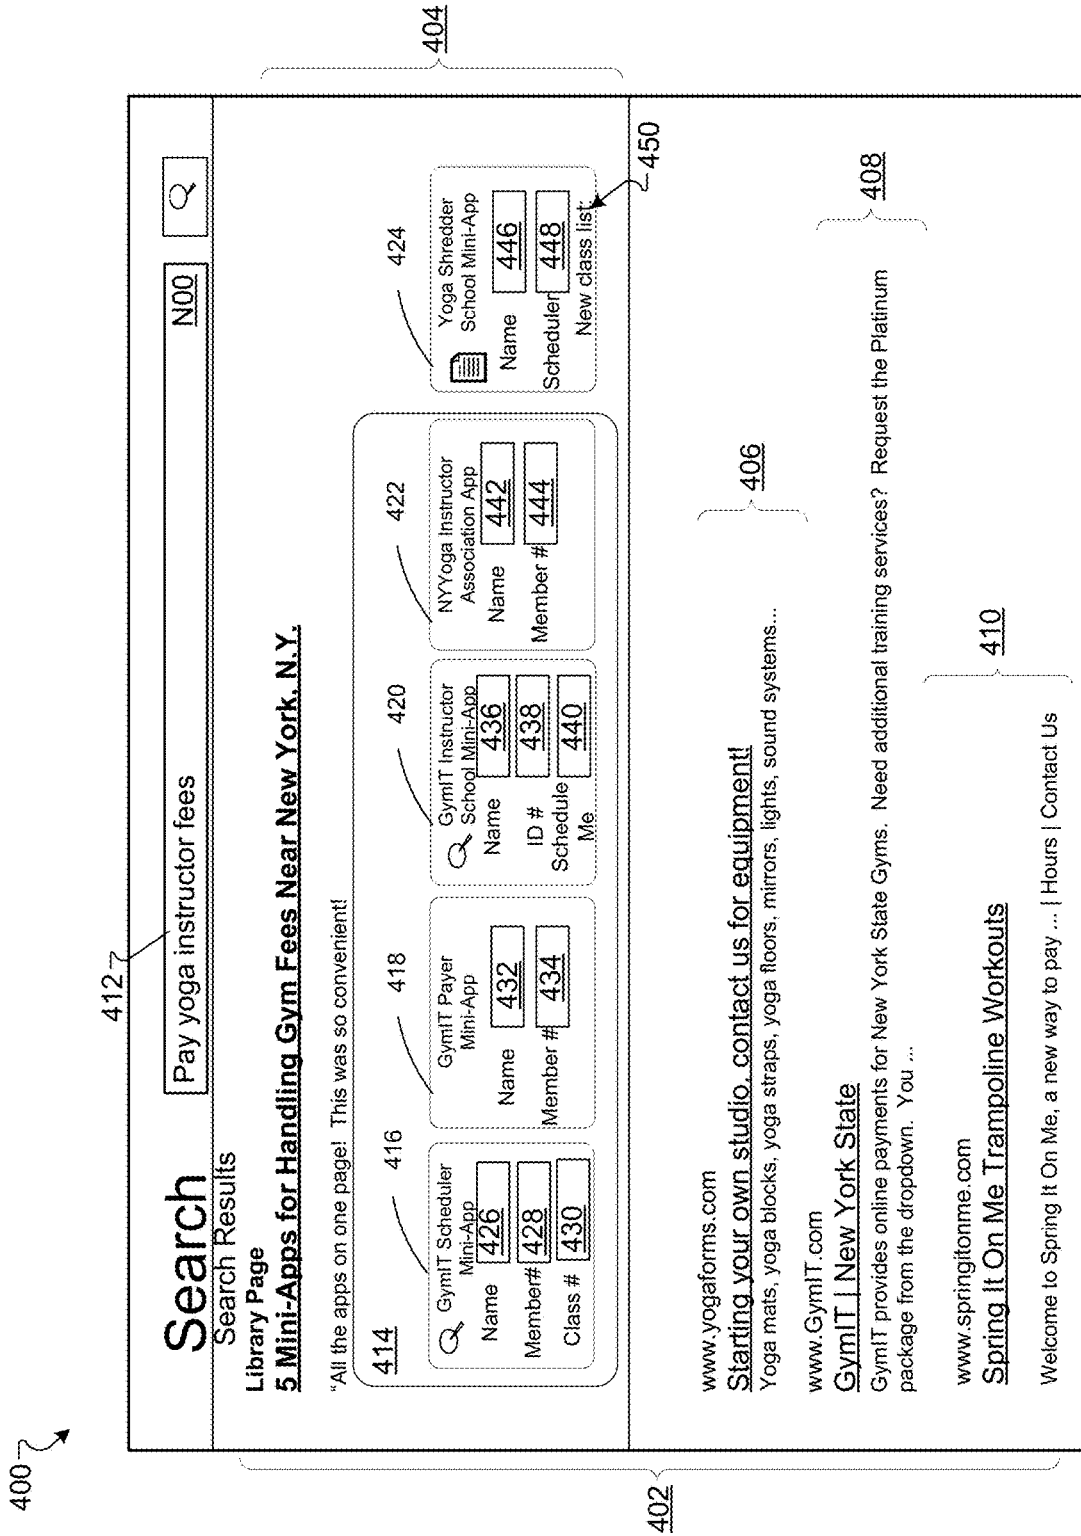 400
412
Search
Pay yoga instructor fees
N00
Search Results
Library Page
5 Mini-Apps for Handling Gym Fees Near New York, N.Y.
"All the apps on one page! This was so convenient!
414
416
GymIT Scheduler
Mini-App
Name
426
Member#
428
Class #
430
418
GymIT Payer
Mini-App
Name
432
Member #
434
420
GymIT Instructor
School Mini-App
Name
436
ID #
438
Schedule
Me
440
422
NYYoga Instructor
Association App
Name
442
Member #
444
424
Yoga Shredder
School Mini-App
Name
446
Scheduler
448
New class list:
450
404
402
www.yogaforms.com
Starting your own studio, contact us for equipment!
Yoga mats, yoga blocks, yoga straps, yoga floors, mirrors, lights, sound systems...
406
www.GymIT.com
GymIT | New York State
GymIT provides online payments for New York State Gyms. Need additional training services? Request the Platinum
package from the dropdown. You ...
408
www.springitonme.com
Spring It On Me Trampoline Workouts
Welcome to Spring It On Me, a new way to pay ... | Hours | Contact Us
410